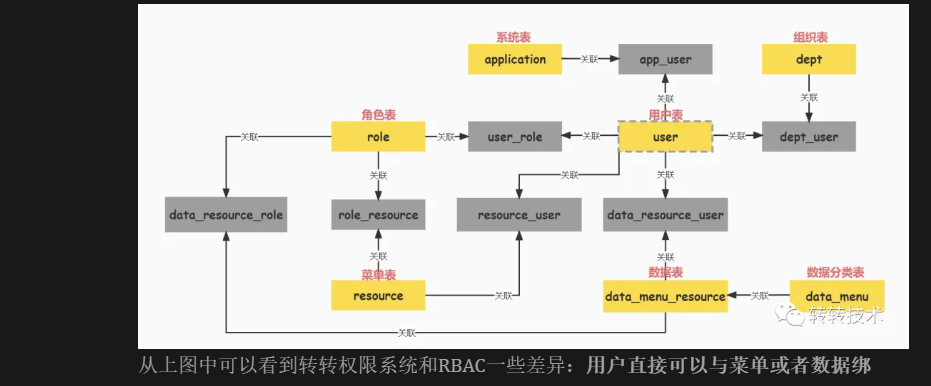 系统表
组织表
application
关联
app_user
dept
关联
关联
角色表
用户表
关联
role
关联
user_role
关联
user
关联
dept_user
关联
关联
关联
data_resource_role
role_resource
resource_user
data_resource_user
关联
关联
菜单表
数据表
数据分类表
resource
关联
data_menu_resource
关联
data_menu
转转技术
关联
从上图中可以看到转转权限系统和RBAC一些差异：用户直接可以与菜单或者数据绑